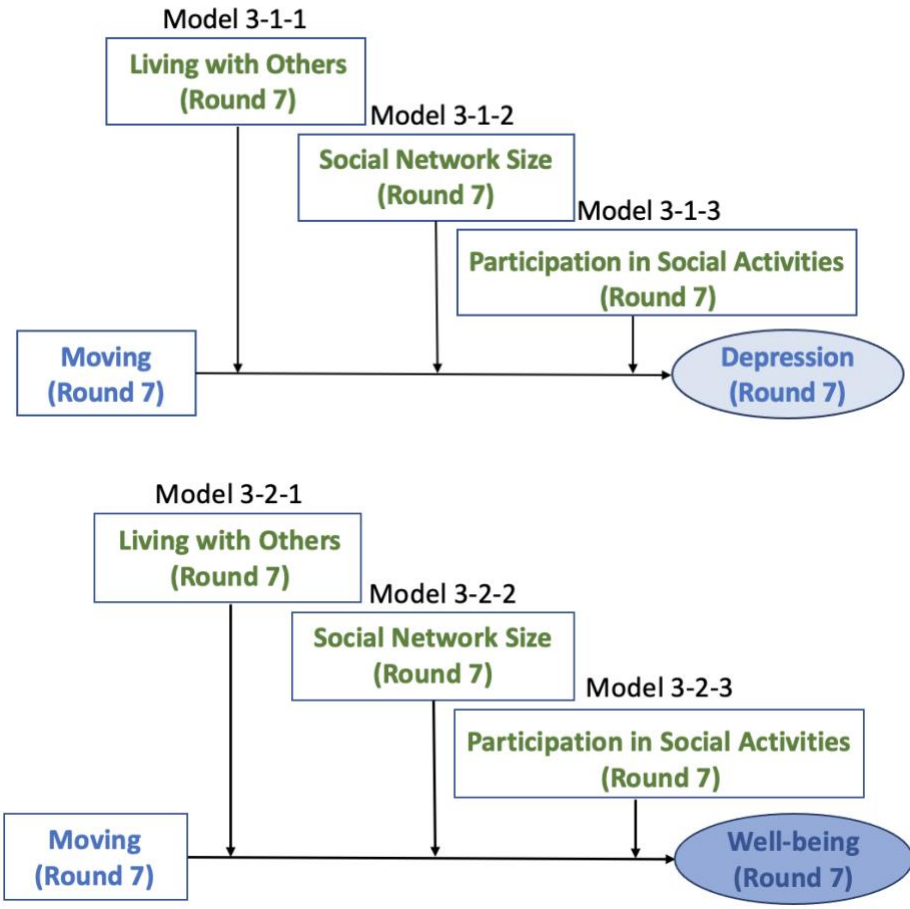 Model 3-1-1
Living with Others
(Round 7)
Model 3-1-2
Social Network Size
(Round 7)
Model 3-1-3
Participation in Social Activities
(Round 7)
Moving
(Round 7)
Depression
(Round 7)
Model 3-2-1
Living with Others
(Round 7)
Model 3-2-2
Social Network Size
(Round 7)
Model 3-2-3
Participation in Social Activities
(Round 7)
Moving
(Round 7)
Well-being
(Round 7)